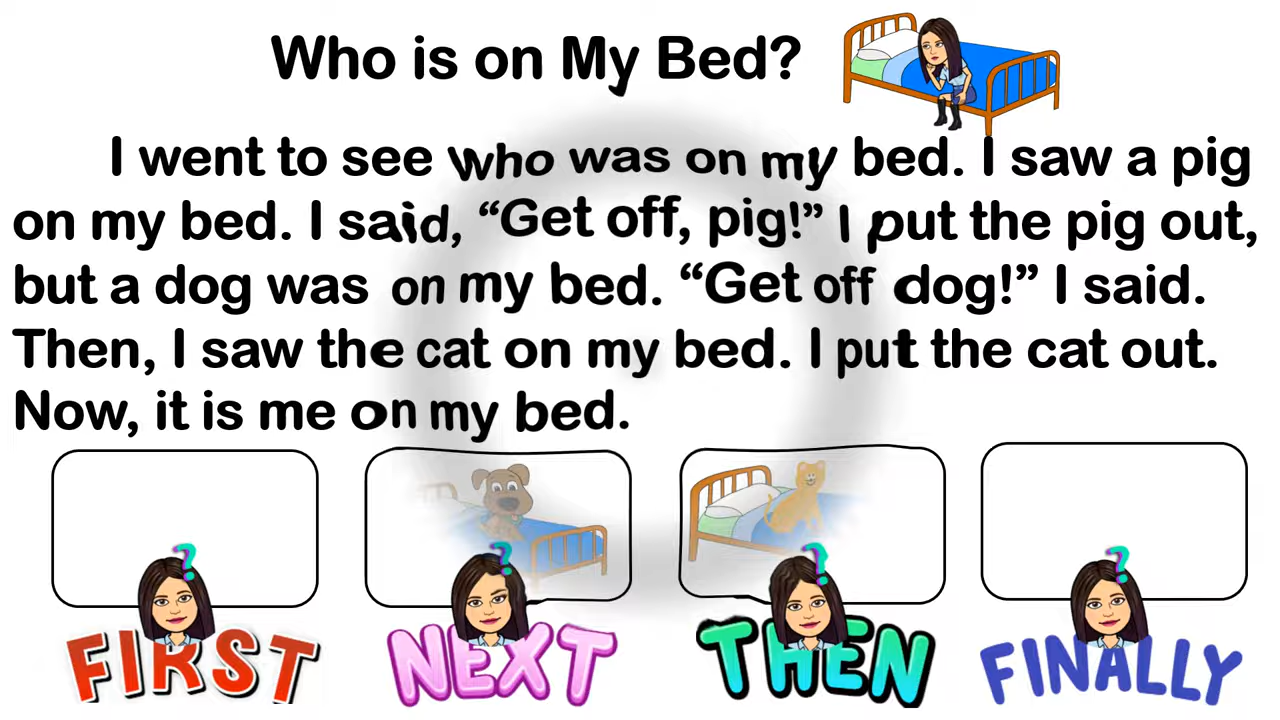 Who is on My Bed?
I went to see who was on my bed. I saw a pig
on my bed. I said, “Get off, pig!” I put the pig out,
but a dog was on my bed. “Get off dog!” I said.
Then, I saw the cat on my bed. I put the cat out.
Now, it is me on my bed.
? ? ? ?
FIRST NEXT THEN FINALLY